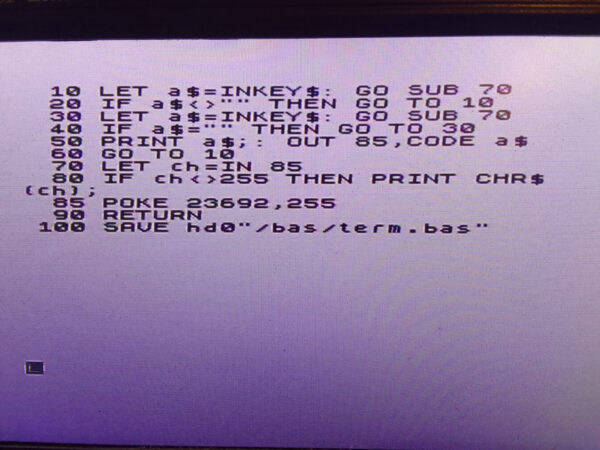 10 LET a$=INKEY$: GO SUB 70
20 IF a$<>"" THEN GO TO 10
30 LET a$=INKEY$: GO SUB 70
40 IF a$="" THEN GO TO 30
50 PRINT a$;: OUT 85,CODE a$
60 GO TO 10
70 LET ch=IN 85
80 IF ch<>255 THEN PRINT CHR$
(ch);
85 POKE 23692,255
90 RETURN
100 SAVE hd0"/bas/term.bas"
L